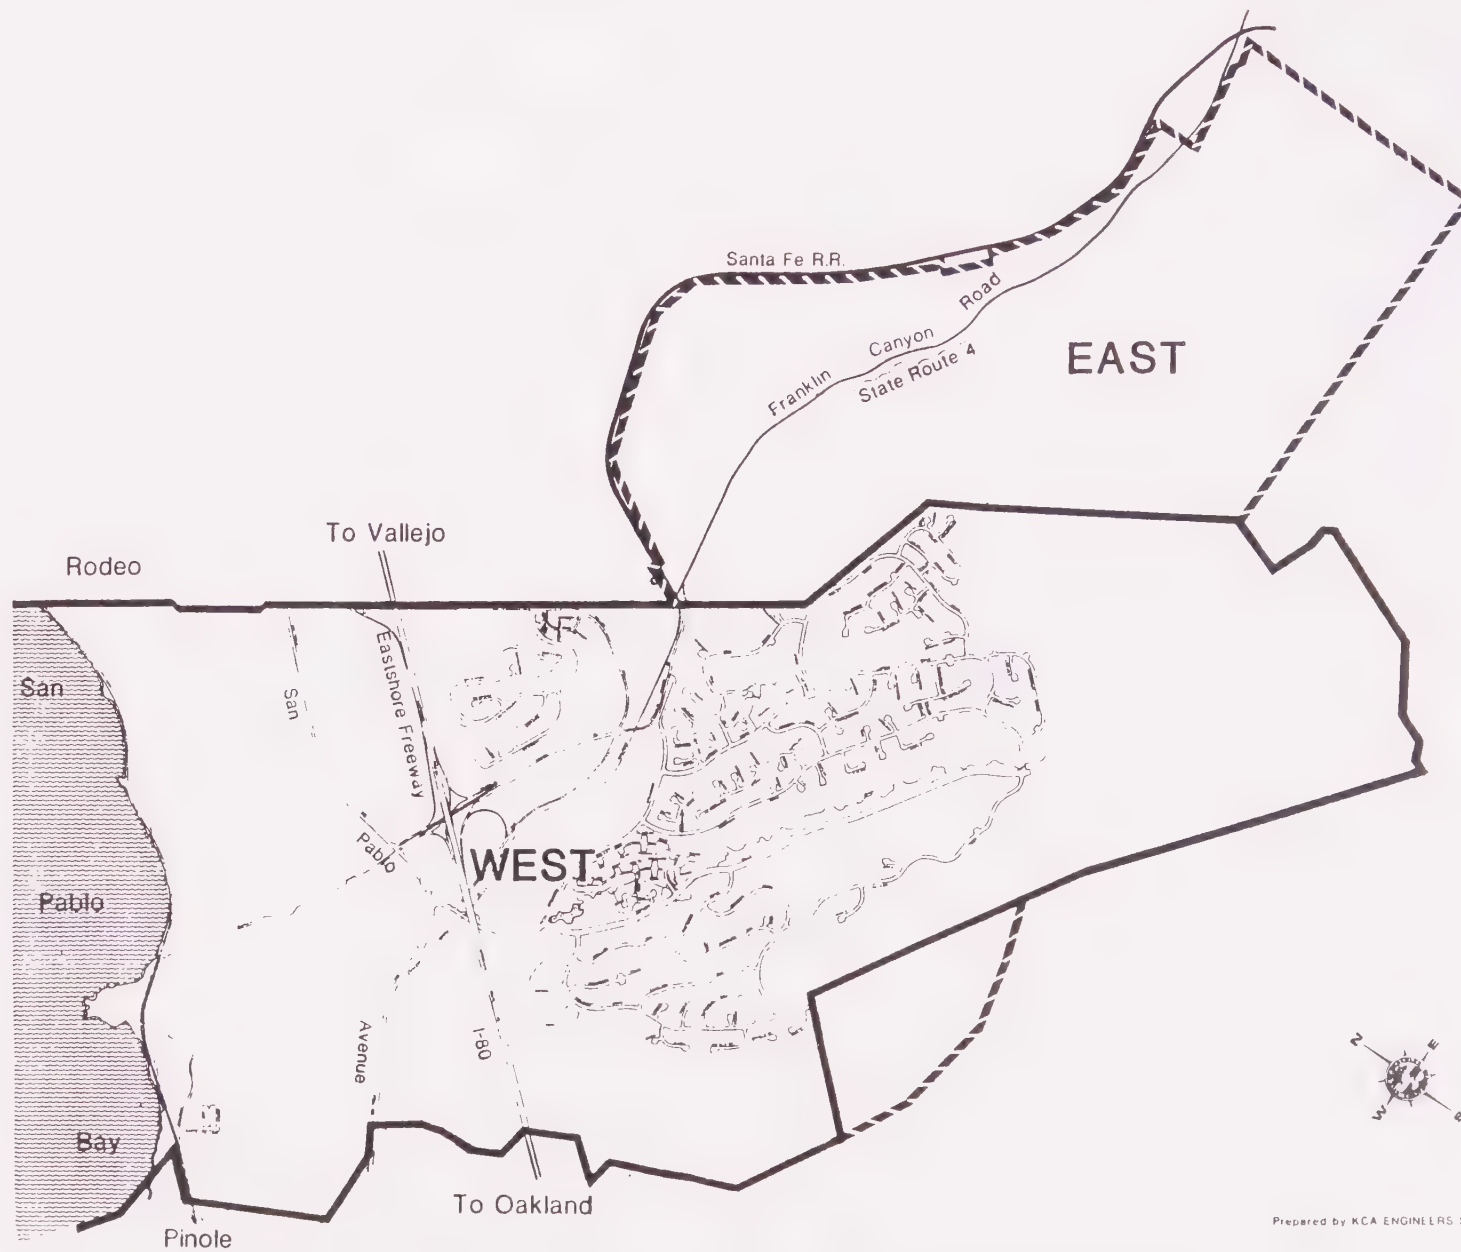 Santa Fe R.R.
Franklin Canyon Road
State Route 4
EAST
To Vallejo
Rodeo
San
Pablo
Bay
San
Pablo
Avenue
Eastshore Freeway
WEST
I-80
N
E
W
To Oakland
Pinole
Prepared by KCA ENGINEERS